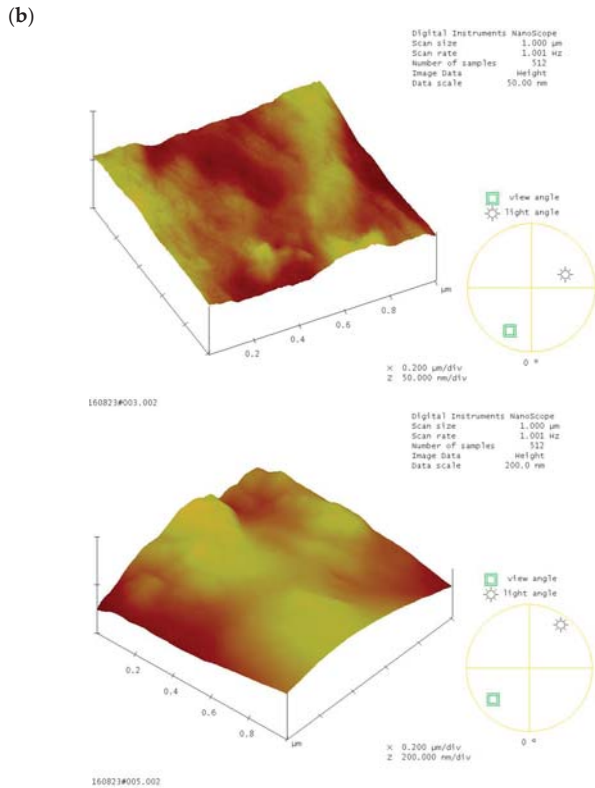 (b)
Digital Instruments NanoScope
Scan size 1.000 µm
Scan rate 1.001 Hz
Number of samples 512
Image Data Height
Data scale 50.00 nm
view angle
light angle
µm
0.8
0.6
0.4
0.2
X 0.200 µm/div
Z 50.000 nm/div
0 °
160823#003.002
Digital Instruments NanoScope
Scan size 1.000 µm
Scan rate 1.001 Hz
Number of samples 512
Image Data Height
Data scale 200.0 nm
view angle
light angle
0.2
0.4
0.6
0.8
µm
X 0.200 µm/div
Z 200.000 nm/div
0 °
160823#005.002